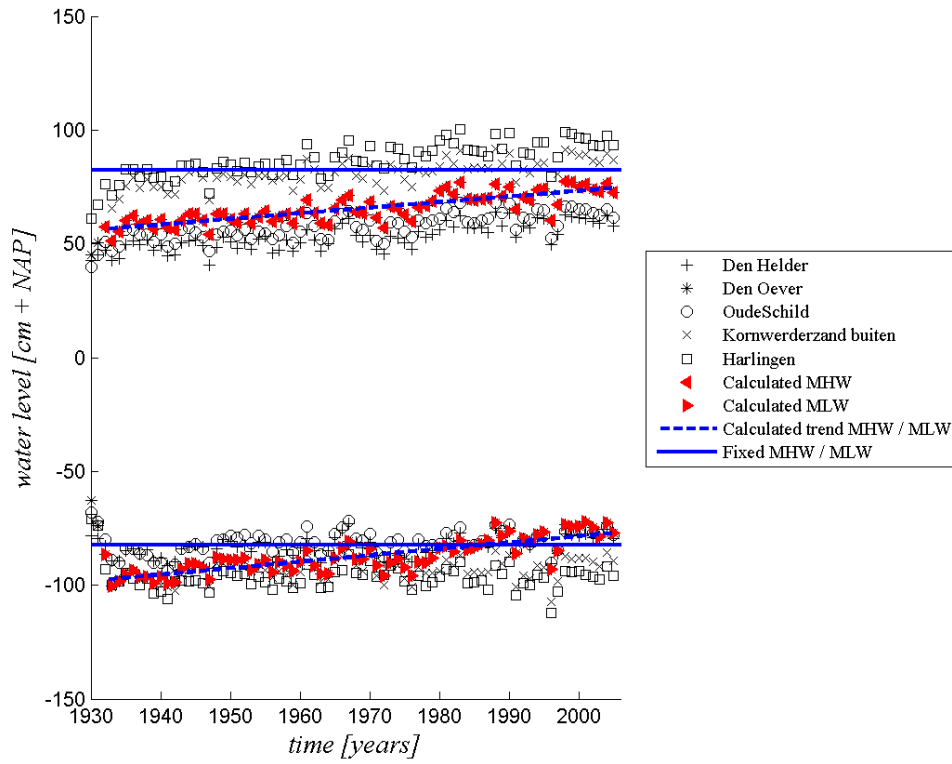 150
100
50
0
-50
-100
-150
water level [cm + NAP]
1930 1940 1950 1960 1970 1980 1990 2000
time [years]
Den Helder
Den Oever
OudeSchild
Kornwerderzand buiten
Harlingen
Calculated MHW
Calculated MLW
Calculated trend MHW / MLW
Fixed MHW / MLW